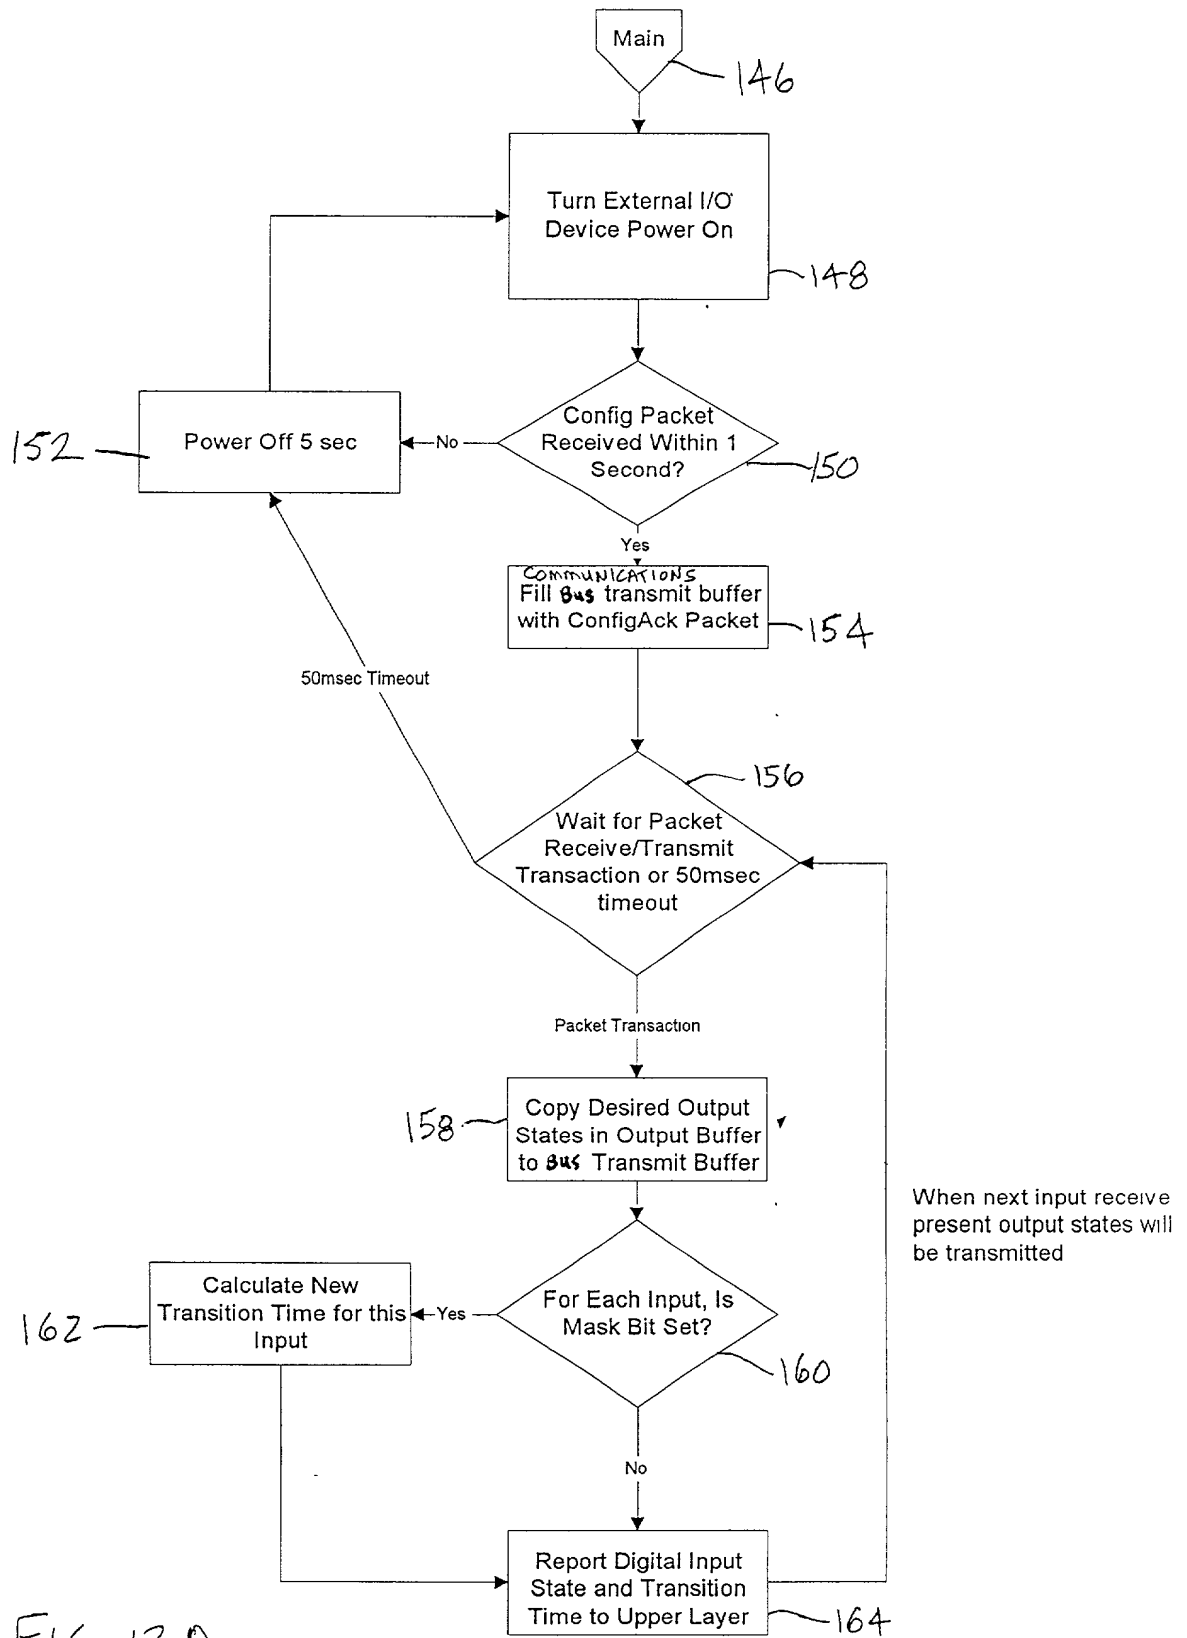 Main
146
Turn External I/O
Device Power On
148
Config Packet
Received Within 1
Second?
150
No
Power Off 5 sec
152
Yes
COMMUNICATIONS
Fill Bus transmit buffer
with ConfigAck Packet
154
50msec Timeout
156
Wait for Packet
Receive/Transmit
Transaction or 50msec
timeout
Packet Transaction
158
Copy Desired Output
States in Output Buffer
to Bus Transmit Buffer
When next input receive
present output states will
be transmitted
Calculate New
Transition Time for this
Input
162
Yes
For Each Input, Is
Mask Bit Set?
160
No
Report Digital Input
State and Transition
Time to Upper Layer
164
FIG.